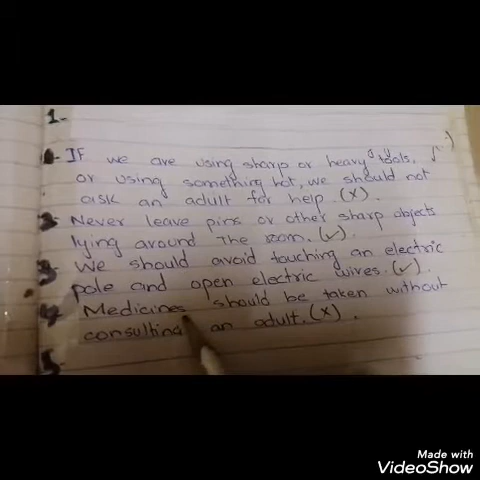 1.
IF we are using sharp or heavy tools,
or using something hot, we should not
ask an adult for help. (X).
2. Never leave pins or other sharp objects
lying around The room. (✓).
3. We should avoid touching an electric
pole and open electric wires. (✓).
4. Medicines should be taken without
consulting an adult. (X).
5.
Made with
VideoShow